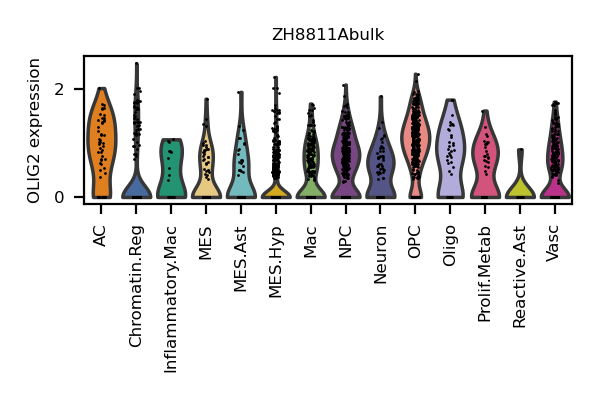 ZH8811Abulk
OLIG2 expression
2
0
AC
Chromatin.Reg
Inflammatory.Mac
MES
MES.Ast
MES.Hyp
Mac
NPC
Neuron
OPC
Oligo
Prolif.Metab
Reactive.Ast
Vasc